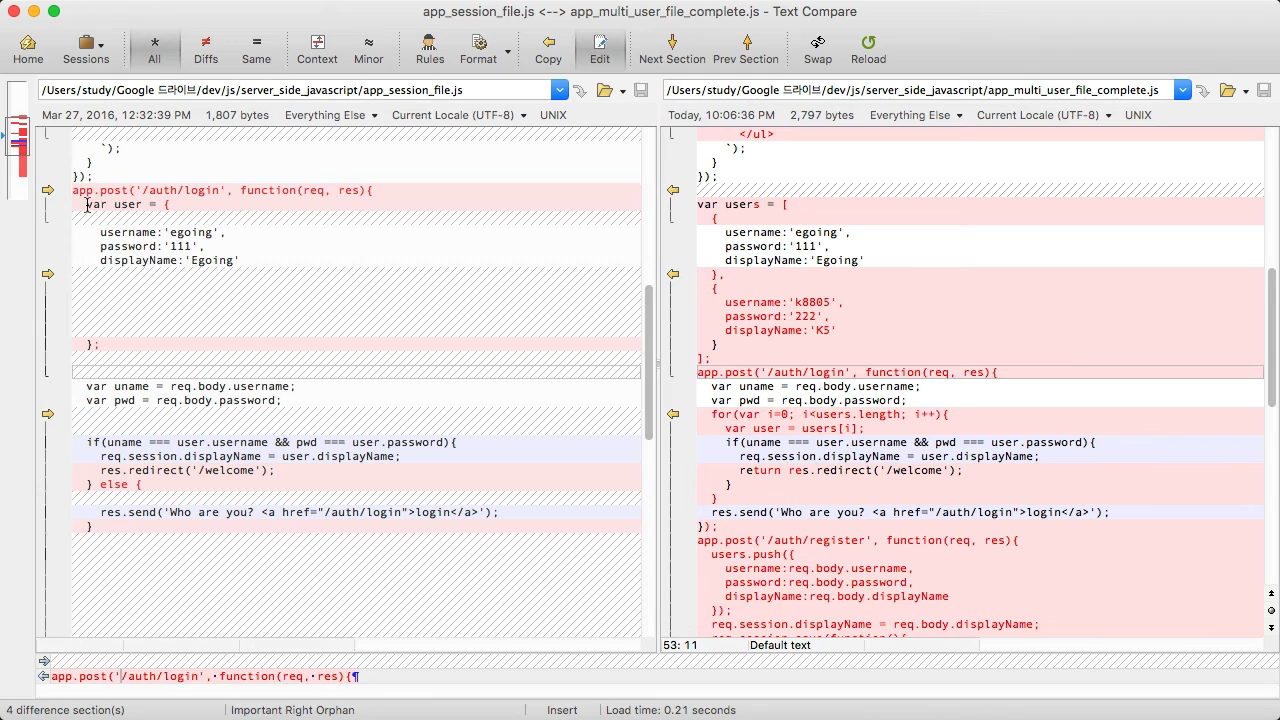 app_session_file.js <--> app_multi_user_file_complete.js - Text Compare
Home Sessions All Diffs Same Context Minor Rules Format Copy Edit Next Section Prev Section Swap Reload
/Users/study/Google 드라이브/dev/js/server_side_javascript/app_session_file.js
Mar 27, 2016, 12:32:39 PM 1,807 bytes Everything Else Current Locale (UTF-8) UNIX
`);
}
});
app.post('/auth/login', function(req, res){
var user = {
username:'egoing',
password:'111',
displayName:'Egoing'
};
var uname = req.body.username;
var pwd = req.body.password;
if(uname === user.username && pwd === user.password){
req.session.displayName = user.displayName;
res.redirect('/welcome');
} else {
res.send('Who are you? <a href="/auth/login">login</a>');
}
/Users/study/Google 드라이브/dev/js/server_side_javascript/app_multi_user_file_complete.js
Today, 10:06:36 PM 2,797 bytes Everything Else Current Locale (UTF-8) UNIX
</ul>
`);
}
});
var users = [
{
username:'egoing',
password:'111',
displayName:'Egoing'
},
{
username:'k8805',
password:'222',
displayName:'K5'
}
];
app.post('/auth/login', function(req, res){
var uname = req.body.username;
var pwd = req.body.password;
for(var i=0; i<users.length; i++){
var user = users[i];
if(uname === user.username && pwd === user.password){
req.session.displayName = user.displayName;
return res.redirect('/welcome');
}
}
res.send('Who are you? <a href="/auth/login">login</a>');
});
app.post('/auth/register', function(req, res){
users.push({
username:req.body.username,
password:req.body.password,
displayName:req.body.displayName
});
req.session.displayName = req.body.displayName;
req.session.save(function(){
53: 11 Default text
app.post('/auth/login',·function(req,·res){¶
4 difference section(s) Important Right Orphan Insert Load time: 0.21 seconds